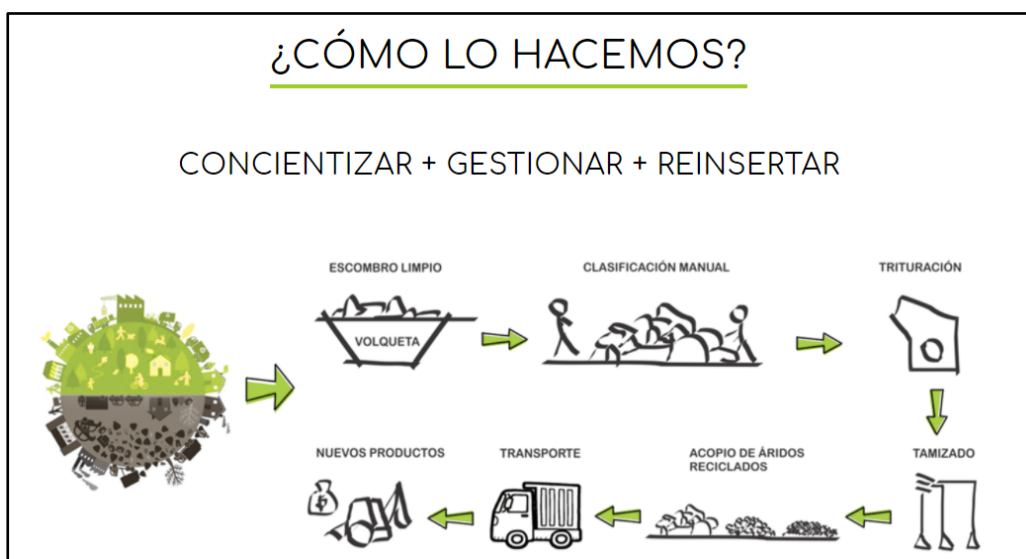 ¿CÓMO LO HACEMOS?
CONCIENTIZAR + GESTIONAR + REINSERTAR
ESCOMBRO LIMPIO
VOLQUETA
CLASIFICACIÓN MANUAL
TRITURACIÓN
TAMIZADO
ACOPIO DE ÁRIDOS
RECICLADOS
TRANSPORTE
NUEVOS PRODUCTOS
$